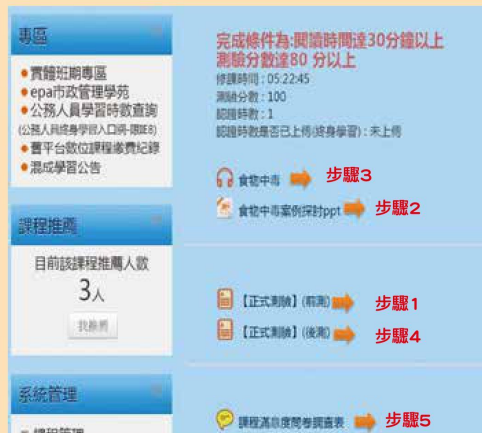 專區
實體班期專區
epa市政管理學苑
公務人員學習時數查詢
(公務人員終身學習入口網-限IE8)
舊平台數位課程繳費紀錄
混成學習公告
課程推薦
目前該課程推薦人數
3人
我推薦
系統管理
課程管理
完成條件為:閱讀時間達30分鐘以上
測驗分數達80 分以上
修課時間 : 05:22:45
測驗分數 : 100
認證時數 : 1
認證時數是否已上傳(終身學習) : 未上傳
食物中毒 步驟3
食物中毒案例探討ppt 步驟2
【正式測驗】(前測) 步驟1
【正式測驗】(後測) 步驟4
課程滿意度問卷調查表 步驟5